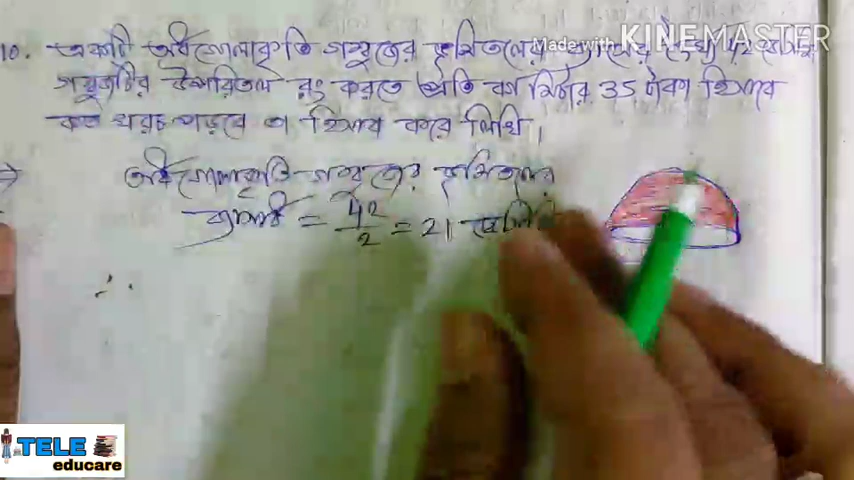 Made with KINEMASTER
10. একটি অর্ধগোলাকৃতি গম্বুজের ভূমিতলের ব্যাসের দৈর্ঘ্য 42
গম্বুজটির উপরিতল রং করতে প্রতি বর্গ মিটার 35 টাকা হিসাবে
কত খরচ পড়বে তা হিসাব করে লিখি।
⇒ অর্ধগোলাকৃতি গম্বুজের ভূমিতলের
ব্যাসার্ধ = 42/2 = 21
∴
TELE
educare